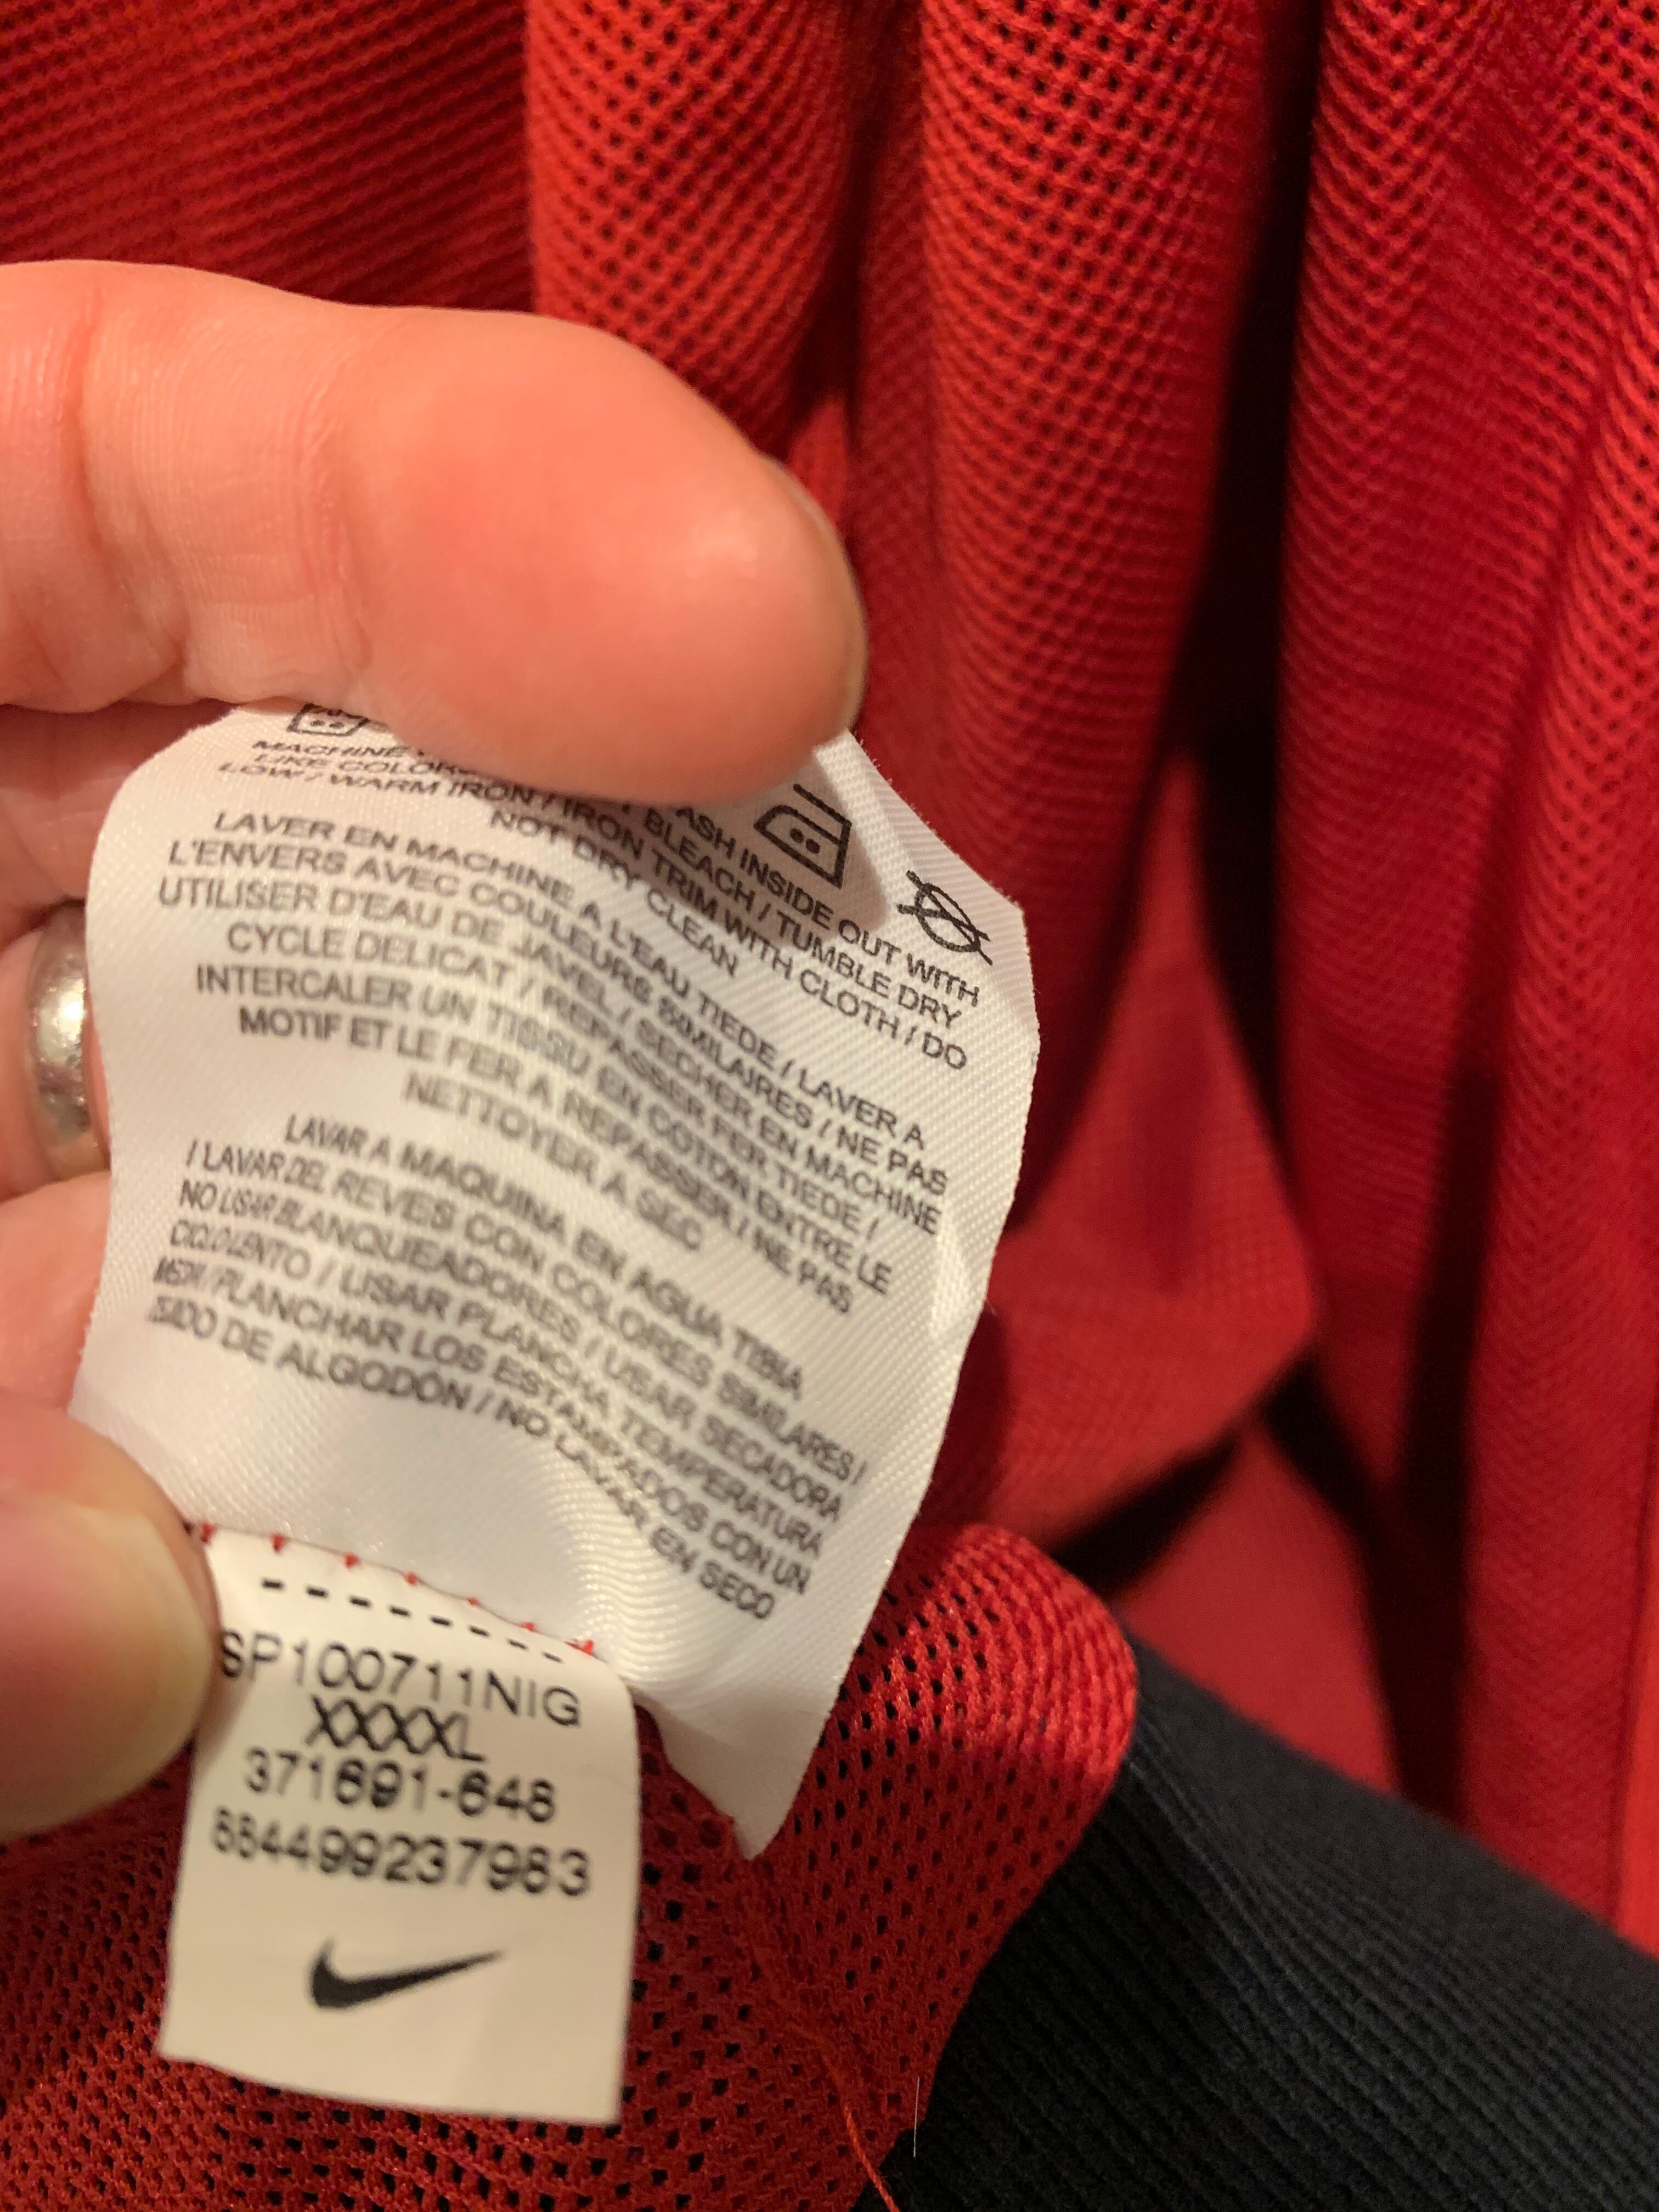 MACHINE
LIKE COLOR ASH INSIDE OUT WITH
LOW / WARM IRON / IRON BLEACH / TUMBLE DRY
TRIM WITH CLOTH / DO
NOT DRY CLEAN
LAVER EN MACHINE A L'EAU TIEDE / LAVER A
L'ENVERS AVEC COULEURS SIMILAIRES / NE PAS
UTILISER D'EAU DE JAVEL / SECHER EN MACHINE
CYCLE DELICAT / REPASSER FER TIEDE /
INTERCALER UN TISSU EN COTON ENTRE LE
MOTIF ET LE FER A REPASSER / NE PAS
NETTOYER A SEC
LAVAR A MAQUINA EN AGUA TIBIA
/ LAVAR DEL REVES CON COLORES SIMILARES /
NO USAR BLANQUEADORES / USAR SECADORA
CICLO LENTO / USAR PLANCHA TEMPERATURA
PLANCHAR LOS ESTAMPADOS CON UN
DE ALGODÓN / NO LAVAR EN SECO
SP100711NIG
XXXXL
371691-648
884499237983